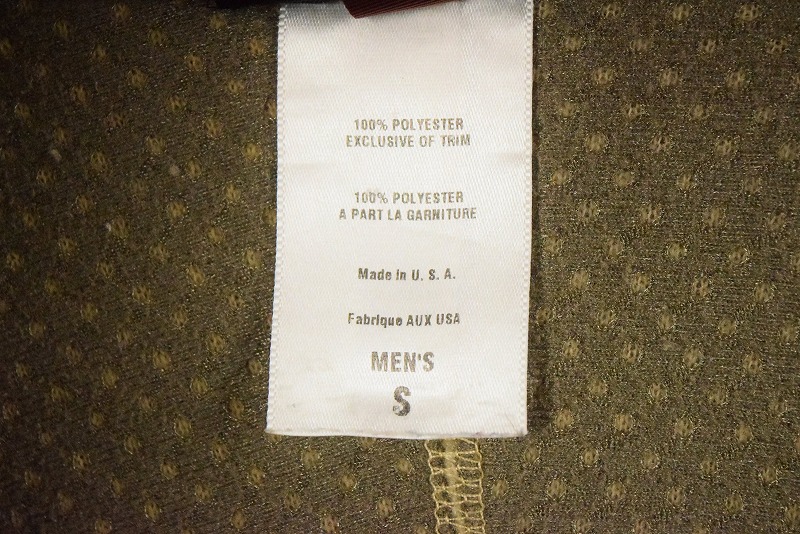 100% POLYESTER
EXCLUSIVE OF TRIM
100% POLYESTER
A PART LA GARNITURE
Made in U. S. A.
Fabrique AUX USA
MEN'S
S